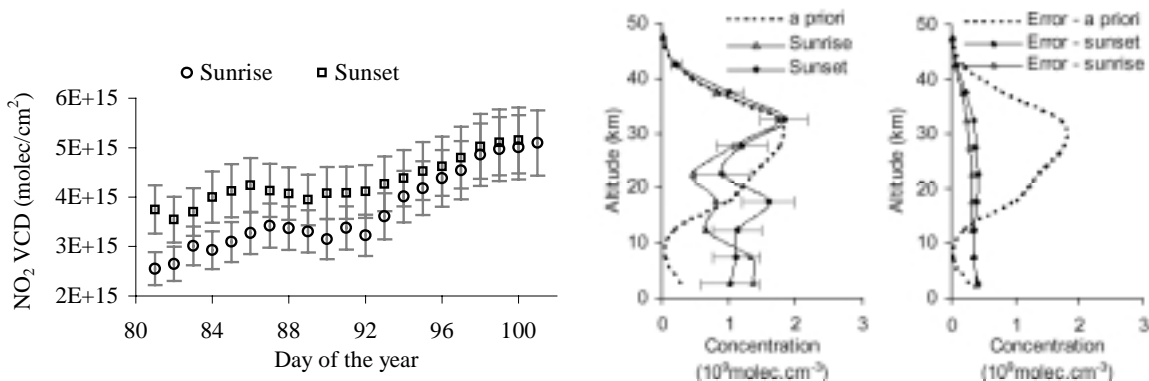 Sunrise Sunset
6E+15
5E+15
4E+15
3E+15
2E+15
NO₂ VCD (molec/cm²)
80 84 88 92 96 100
Day of the year
a priori
Sunrise
Sunset
50
40
30
20
10
0
Altitude (km)
0 1 2 3
Concentration
(10⁹molec.cm⁻³)
Error - a priori
Error - sunset
Error - sunrise
50
40
30
20
10
0
Altitude (km)
0 1 2 3
Concentration
molec.cm⁻³)